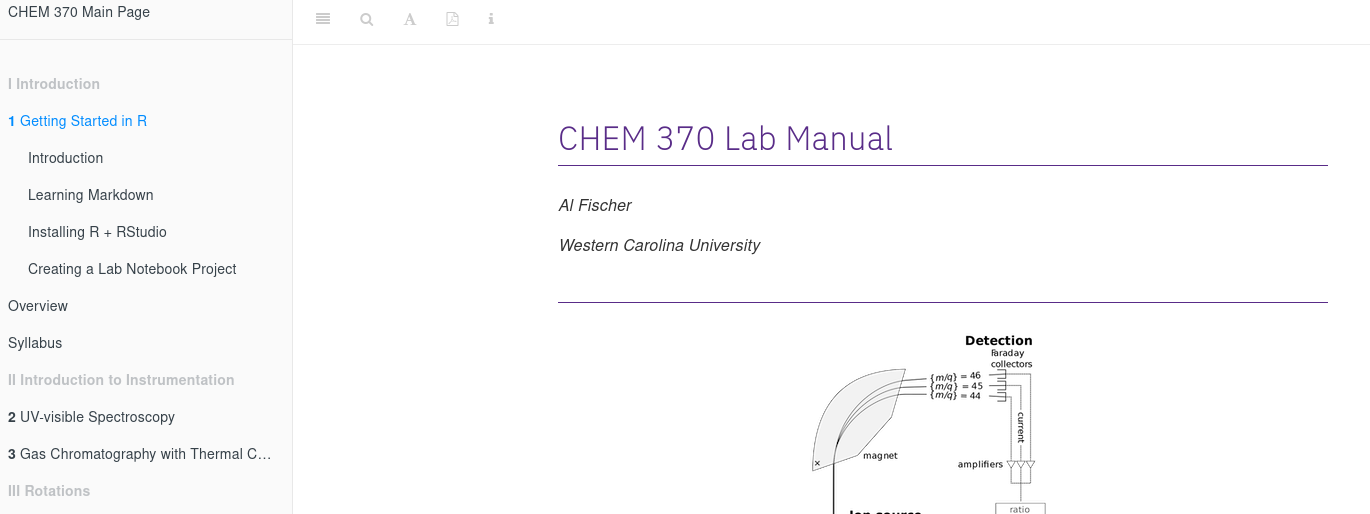 CHEM 370 Main Page
I Introduction
1 Getting Started in R
Introduction
Learning Markdown
Installing R + RStudio
Creating a Lab Notebook Project
Overview
Syllabus
II Introduction to Instrumentation
2 UV-visible Spectroscopy
3 Gas Chromatography with Thermal C...
III Rotations
CHEM 370 Lab Manual
Al Fischer
Western Carolina University
Detection
Faraday
collectors
{m/q} = 46
{m/q} = 45
{m/q} = 44
current
magnet
amplifiers
ratio
Ion source